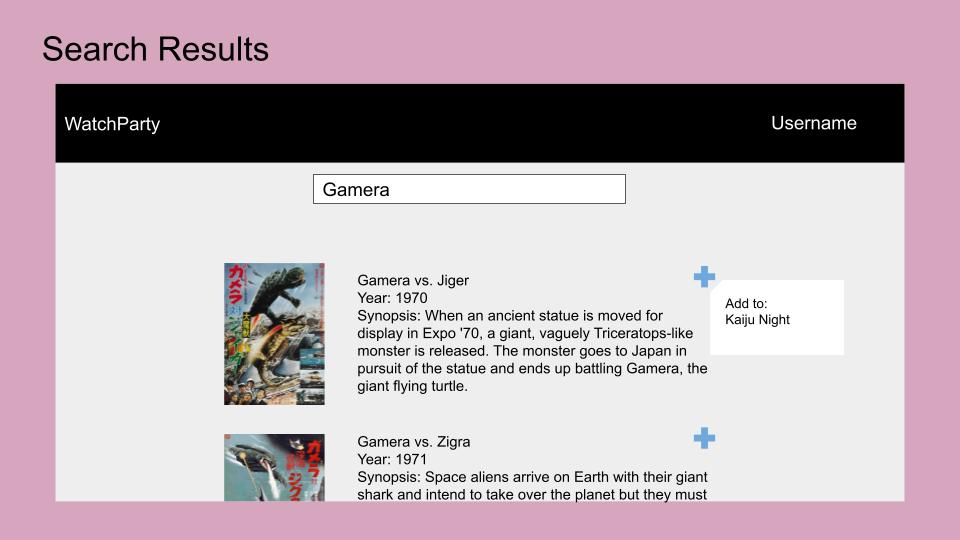 Search Results
WatchParty
Username
Gamera
ガメラ
Gamera vs. Jiger
Year: 1970
Synopsis: When an ancient statue is moved for
display in Expo '70, a giant, vaguely Triceratops-like
monster is released. The monster goes to Japan in
pursuit of the statue and ends up battling Gamera, the
giant flying turtle.
Add to:
Kaiju Night
ガメラ
Gamera vs. Zigra
Year: 1971
Synopsis: Space aliens arrive on Earth with their giant
shark and intend to take over the planet but they must